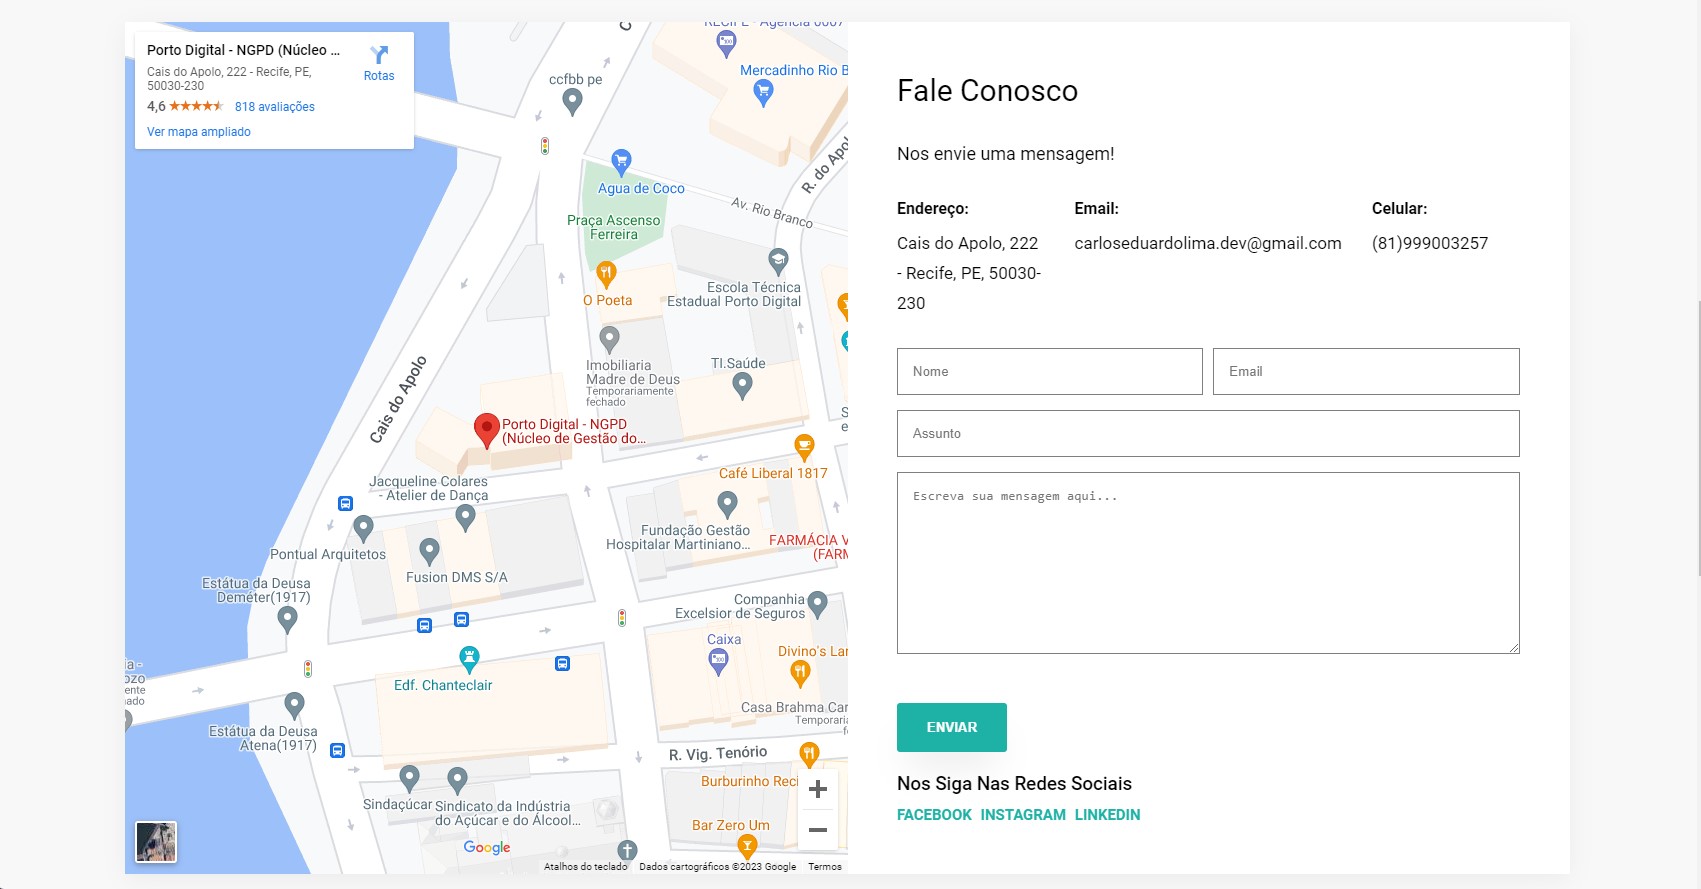 Porto Digital - NGPD (Núcleo ...
Cais do Apolo, 222 - Recife, PE,
50030-230
Rotas
4,6
818 avaliações
Ver mapa ampliado
ccfbb pe
Mercadinho Rio B
Agua de Coco
Praça Ascenso
Ferreira
R. do Apol
Av. Rio Branco
Escola Técnica
Estadual Porto Digital
O Poeta
Imobiliaria
Madre de Deus
Temporariamente
fechado
TI.Saúde
Cais do Apolo
Porto Digital - NGPD
(Núcleo de Gestão do...
Café Liberal 1817
Jacqueline Colares
- Atelier de Dança
Pontual Arquitetos
Fusion DMS S/A
Fundação Gestão
Hospitalar Martiniano...
FARMÁCIA V
(FARM
Estátua da Deusa
Deméter(1917)
Companhia
Excelsior de Seguros
Caixa
Divino's Lan
Edf. Chanteclair
Casa Brahma Car
Temporaria
Estátua da Deusa
Atena(1917)
R. Vig. Tenório
Burburinho Reci
Sindaçúcar
Sindicato da Indústria
do Açúcar e do Álcool...
Bar Zero Um
Google
Atalhos do teclado
Dados cartográficos ©2023 Google
Termos
Fale Conosco
Nos envie uma mensagem!
Endereço:
Cais do Apolo, 222
- Recife, PE, 50030-
230
Email:
carloseduardolima.dev@gmail.com
Celular:
(81)999003257
Nome
Email
Assunto
Escreva sua mensagem aqui...
ENVIAR
Nos Siga Nas Redes Sociais
FACEBOOK INSTAGRAM LINKEDIN